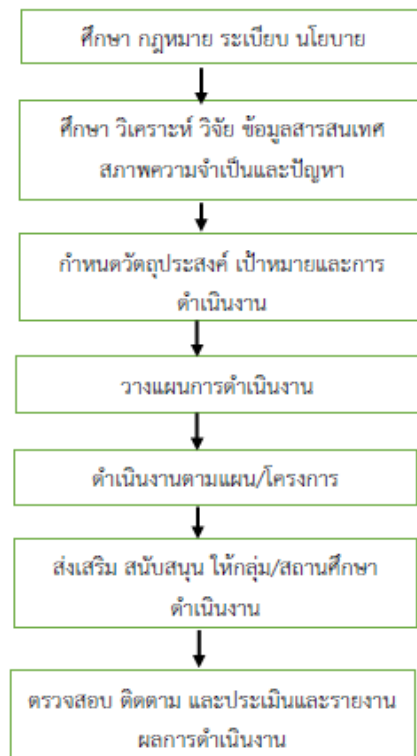 ศึกษา กฎหมาย ระเบียบ นโยบาย
ศึกษา วิเคราะห์ วิจัย ข้อมูลสารสนเทศ
สภาพความจำเป็นและปัญหา
กำหนดวัตถุประสงค์ เป้าหมายและการ
ดำเนินงาน
วางแผนการดำเนินงาน
ดำเนินงานตามแผน/โครงการ
ส่งเสริม สนับสนุน ให้กลุ่ม/สถานศึกษา
ดำเนินงาน
ตรวจสอบ ติดตาม และประเมินและรายงาน
ผลการดำเนินงาน